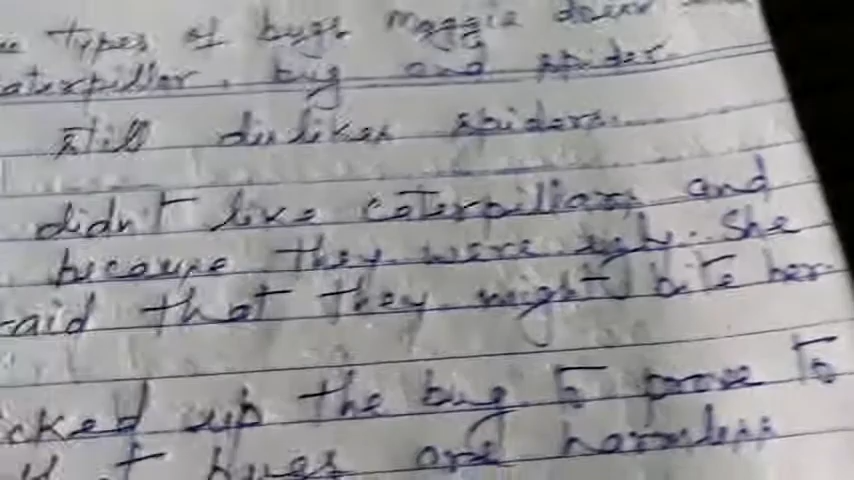 types of bugs Maggie drew
caterpillar, bug and spider.
still dislikes spiders.
didn't like caterpillars and
because they were ugly. She
said that they might bite her.
picked up the bug to prove to
bugs are harmless